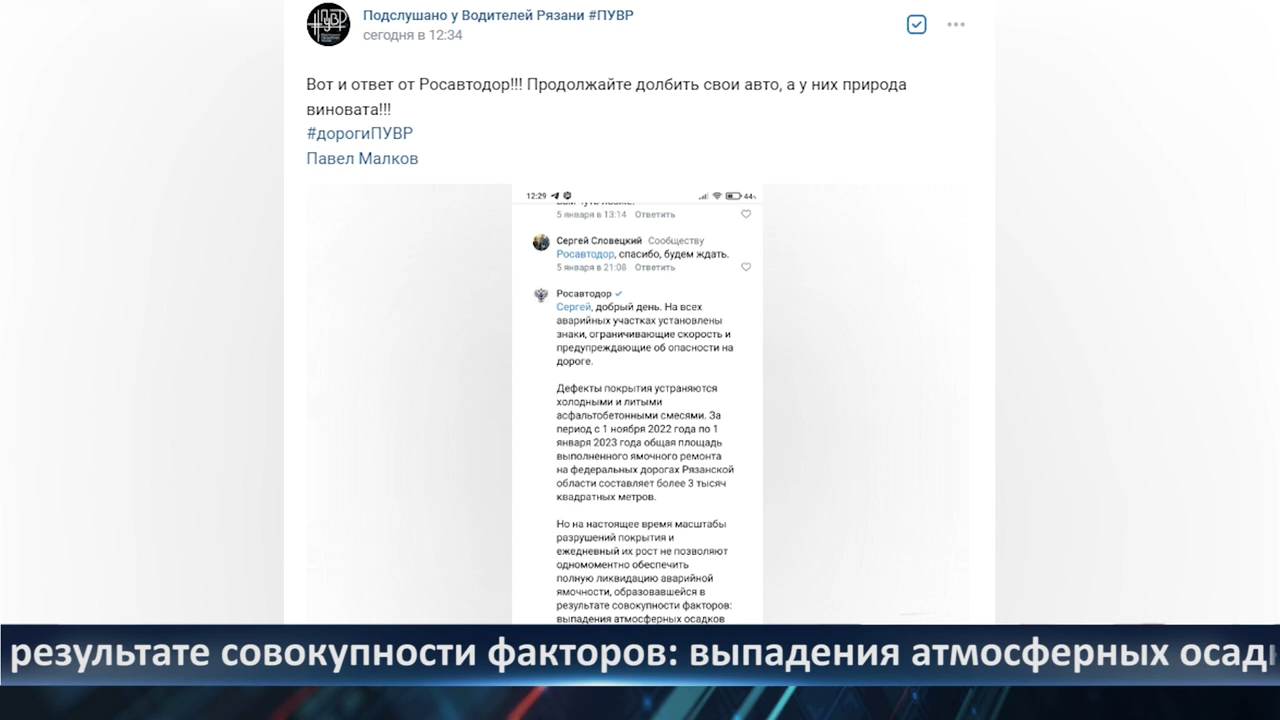 Подслушано у Водителей Рязани #ПУВР
сегодня в 12:34
Вот и ответ от Росавтодор!!! Продолжайте долбить свои авто, а у них природа
виновата!!!
#дорогиПУВР
Павел Малков
12:29
44%
5 января в 13:14 Ответить
Сергей Словецкий Сообществу
Росавтодор, спасибо, будем ждать.
5 января в 21:08 Ответить
Росавтодор
Сергей, добрый день. На всех
аварийных участках установлены
знаки, ограничивающие скорость и
предупреждающие об опасности на
дороге.
Дефекты покрытия устраняются
холодными и литыми
асфальтобетонными смесями. За
период с 1 ноября 2022 года по 1
января 2023 года общая площадь
выполненного ямочного ремонта
на федеральных дорогах Рязанской
области составляет более 3 тысяч
квадратных метров.
Но на настоящее время масштабы
разрушений покрытия и
ежедневный их рост не позволяют
одномоментно обеспечить
полную ликвидацию аварийной
ямочности, образовавшейся в
результате совокупности факторов:
выпадения атмосферных осадков
результате совокупности факторов: выпадения атмосферных осад